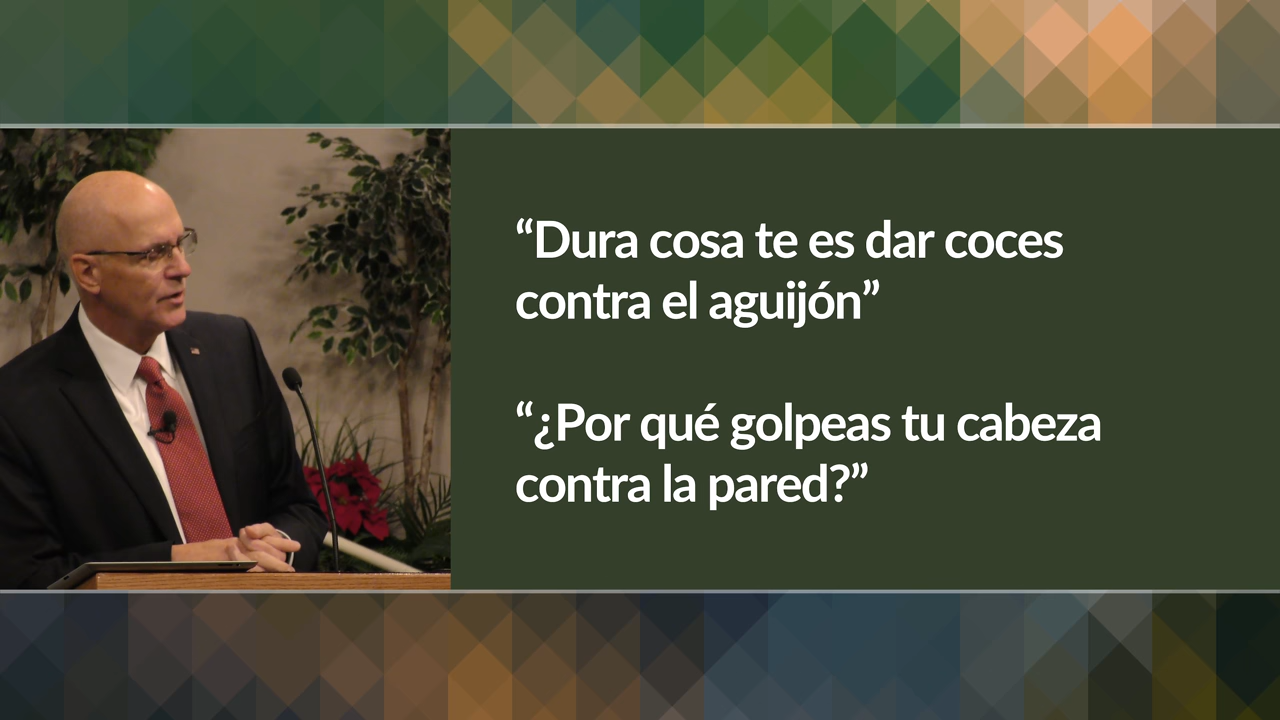 “Dura cosa te es dar coces
contra el aguijón”
“¿Por qué golpeas tu cabeza
contra la pared?”